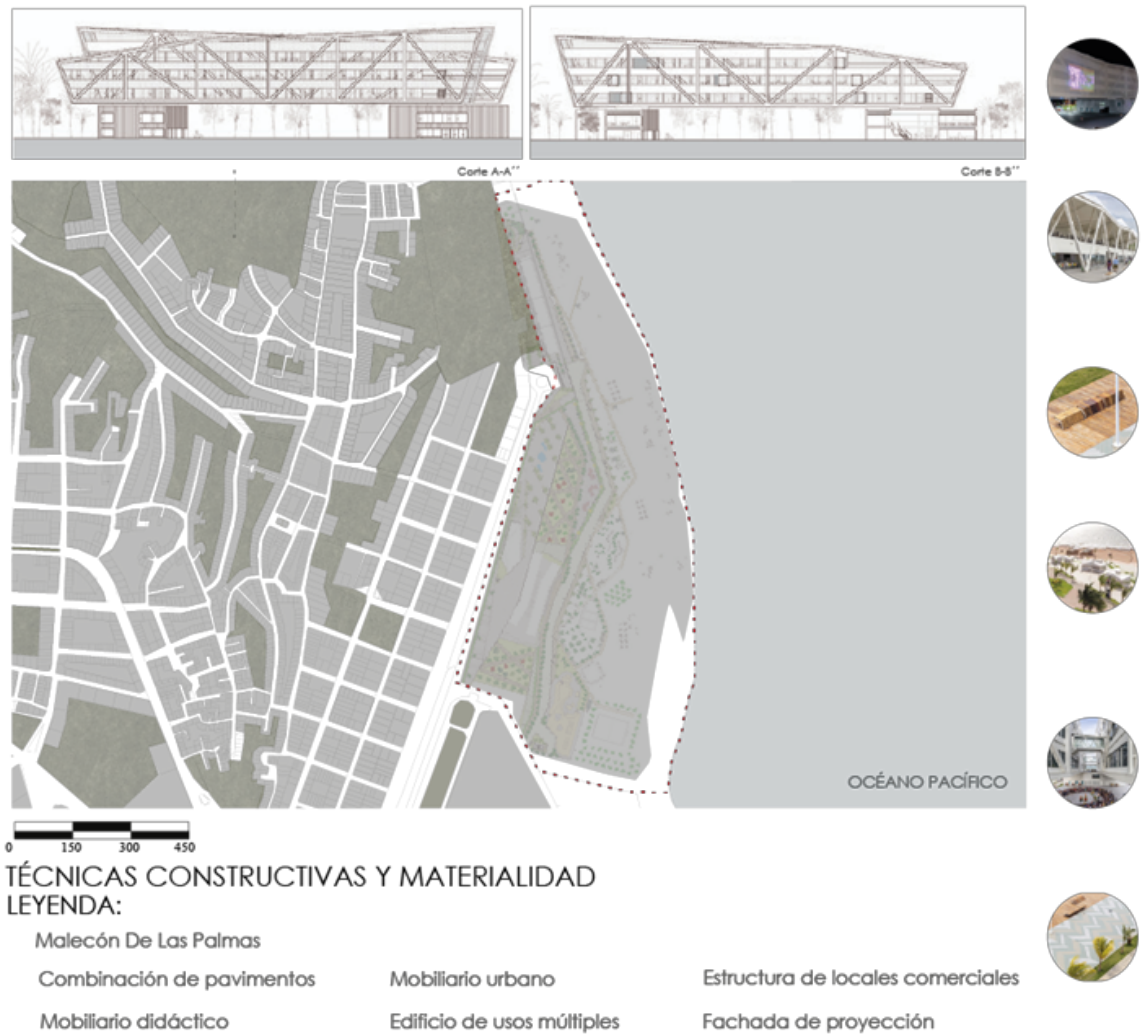 Corte A-A´´
Corte B-B´´
OCÉANO PACÍFICO
0 150 300 450
TÉCNICAS CONSTRUCTIVAS Y MATERIALIDAD
LEYENDA:
Malecón De Las Palmas
Combinación de pavimentos Mobiliario urbano Estructura de locales comerciales
Mobiliario didáctico Edificio de usos múltiples Fachada de proyección